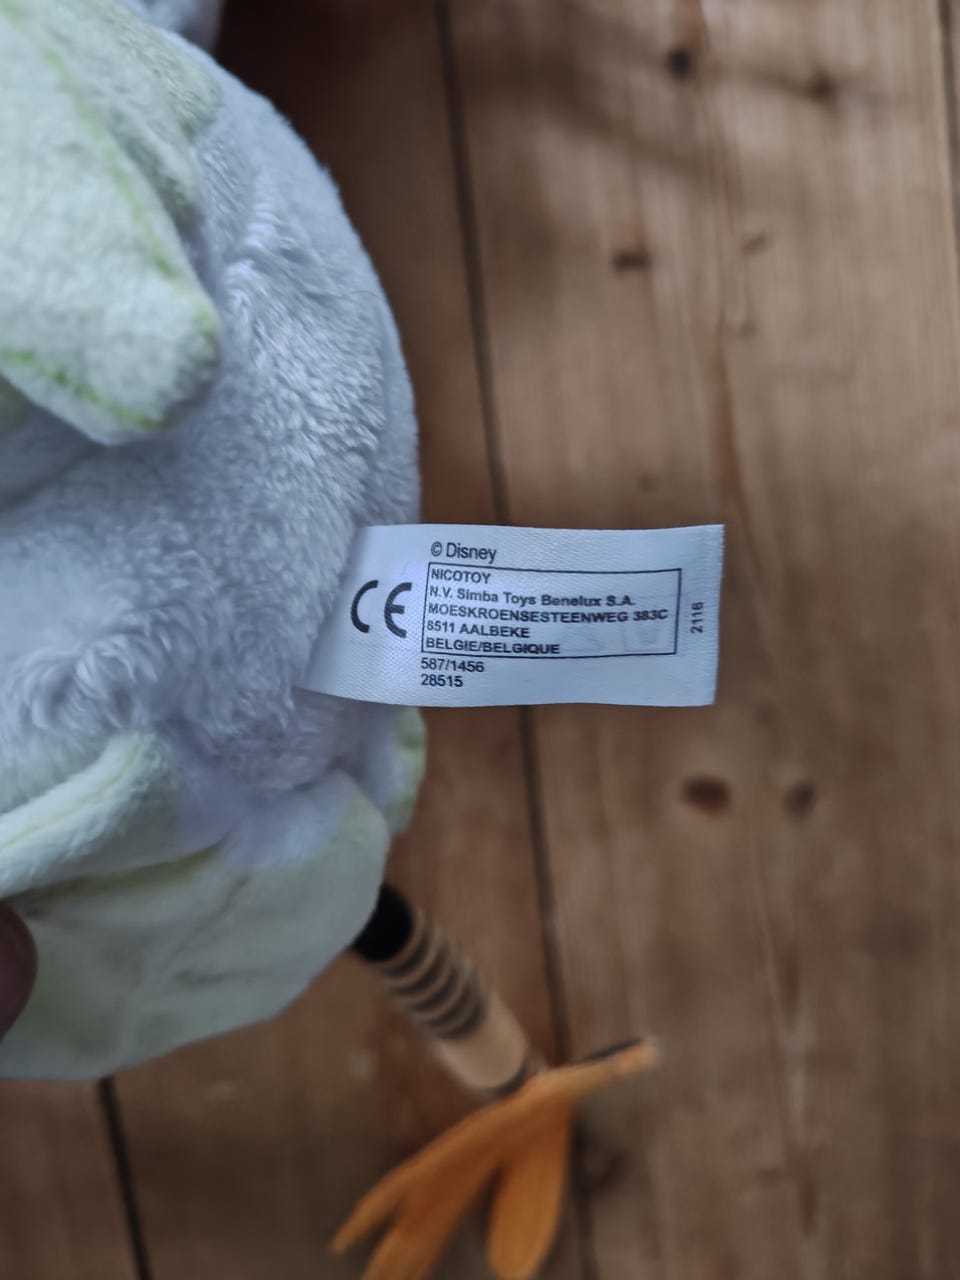 © Disney
CE
NICOTOY
N.V. Simba Toys Benelux S.A.
MOESKROENSESTEENWEG 383C
8511 AALBEKE
BELGIE/BELGIQUE
587/1456
28515
2116